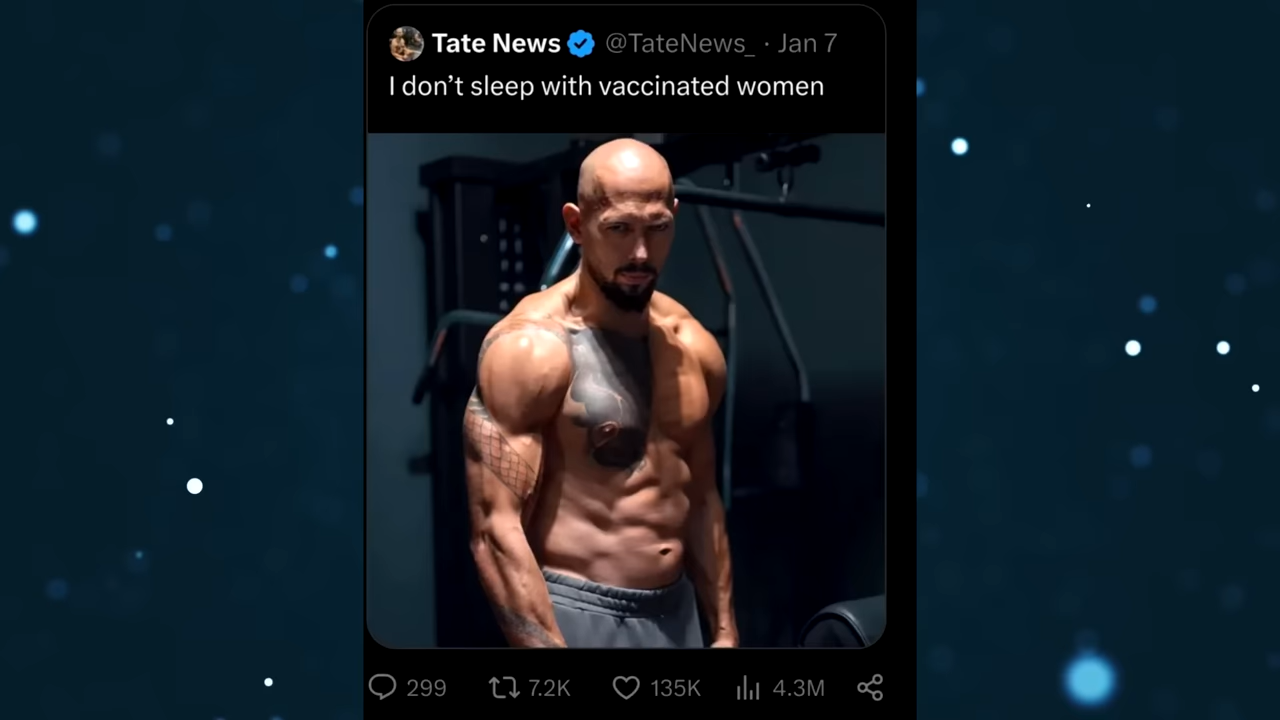 Tate News @TateNews_ · Jan 7
I don’t sleep with vaccinated women
299 7.2K 135K 4.3M